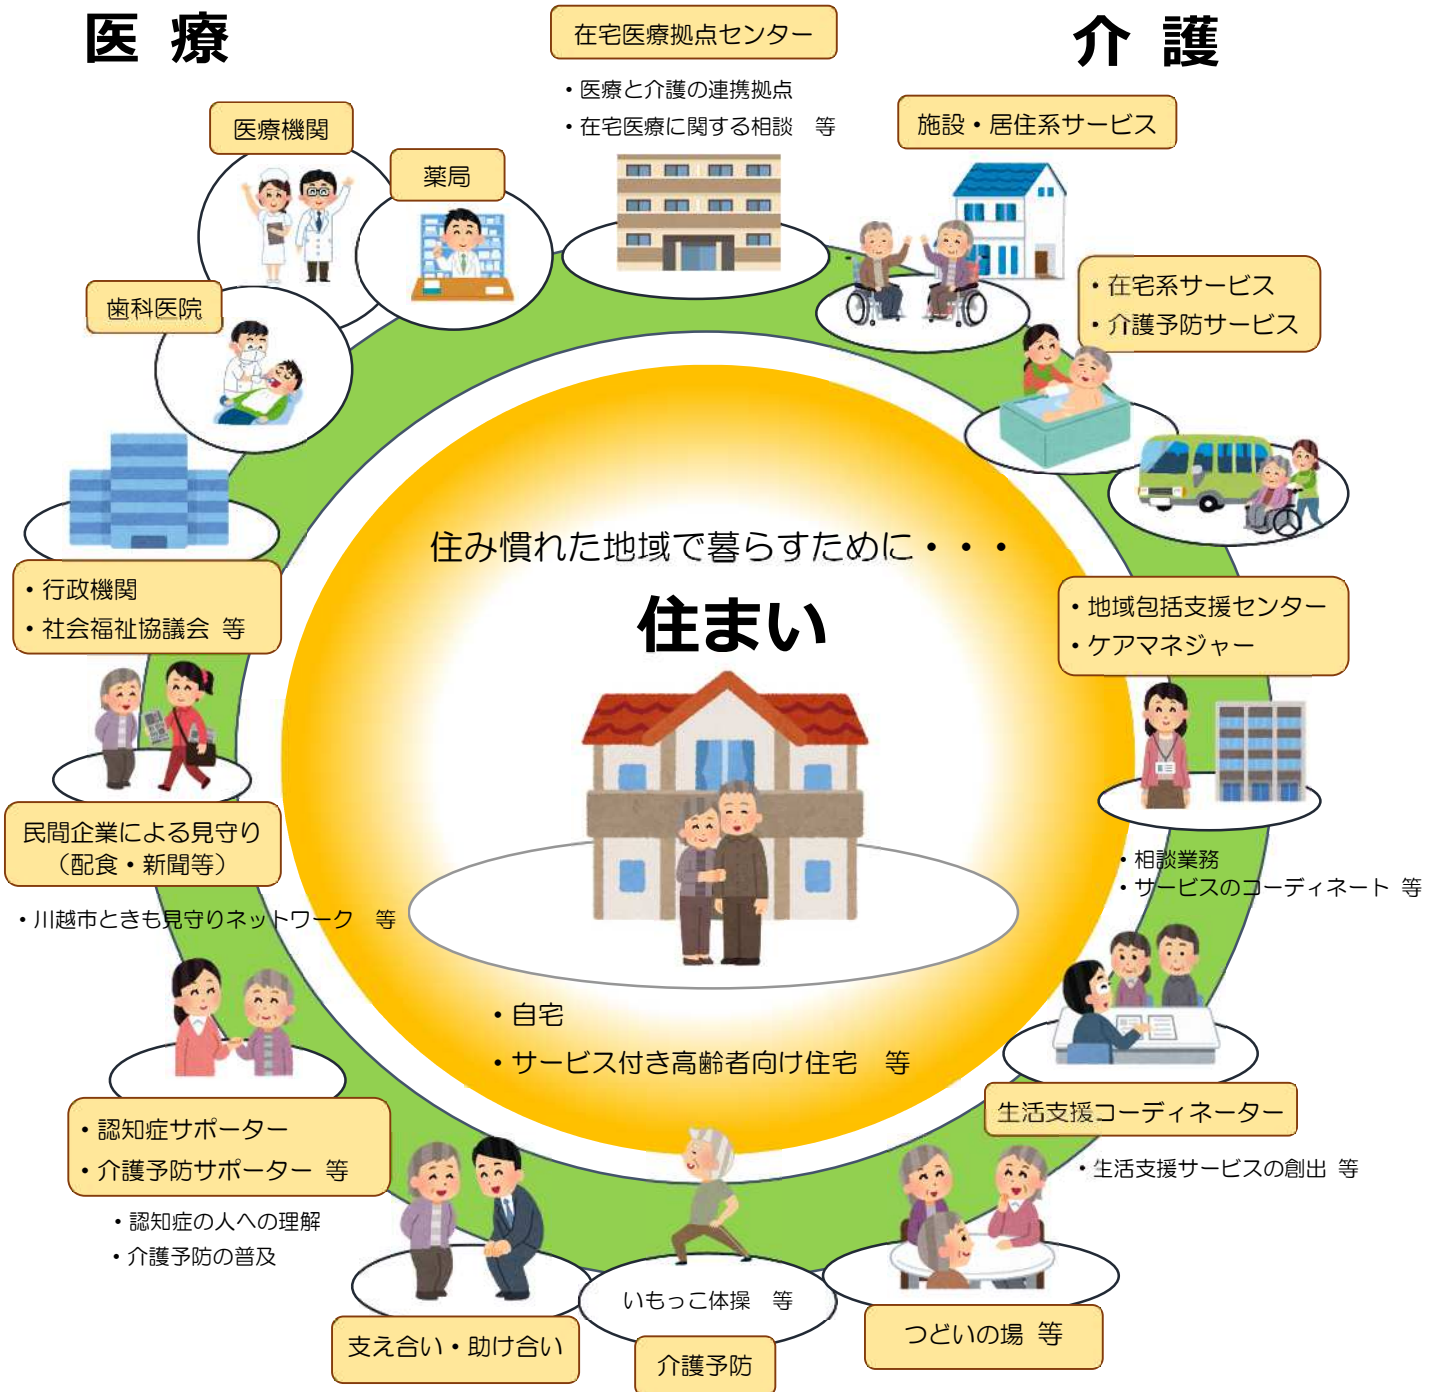 医 療
介 護
在宅医療拠点センター
・医療と介護の連携拠点
・在宅医療に関する相談 等
医療機関
薬局
歯科医院
施設・居住系サービス
・在宅系サービス
・介護予防サービス
・行政機関
・社会福祉協議会 等
住み慣れた地域で暮らすために・・・
住まい
・地域包括支援センター
・ケアマネジャー
・相談業務
・サービスのコーディネート 等
民間企業による見守り
（配食・新聞等）
・川越市ときも見守りネットワーク 等
・自宅
・サービス付き高齢者向け住宅 等
生活支援コーディネーター
・生活支援サービスの創出 等
・認知症サポーター
・介護予防サポーター 等
・認知症の人への理解
・介護予防の普及
支え合い・助け合い
いもっこ体操 等
介護予防
つどいの場 等